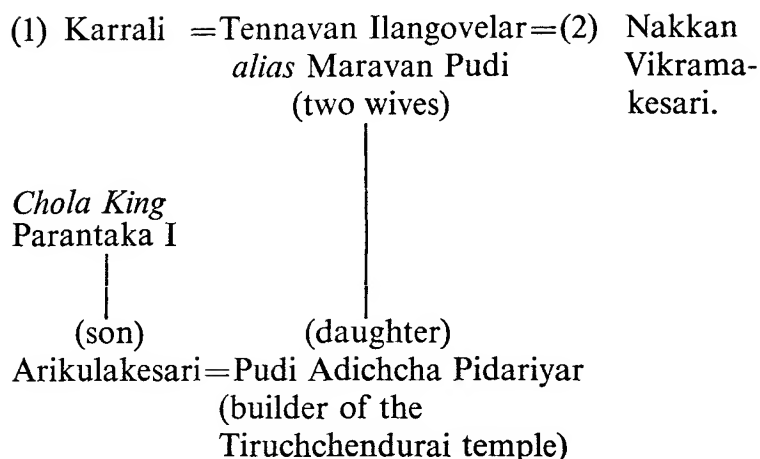 (1) Karrali =Tennavan Ilangovelar=(2) Nakkan
alias Maravan Pudi Vikrama-
(two wives) kesari.
Chola King
Parantaka I
(son) (daughter)
Arikulakesari=Pudi Adichcha Pidariyar
(builder of the
Tiruchchendurai temple)